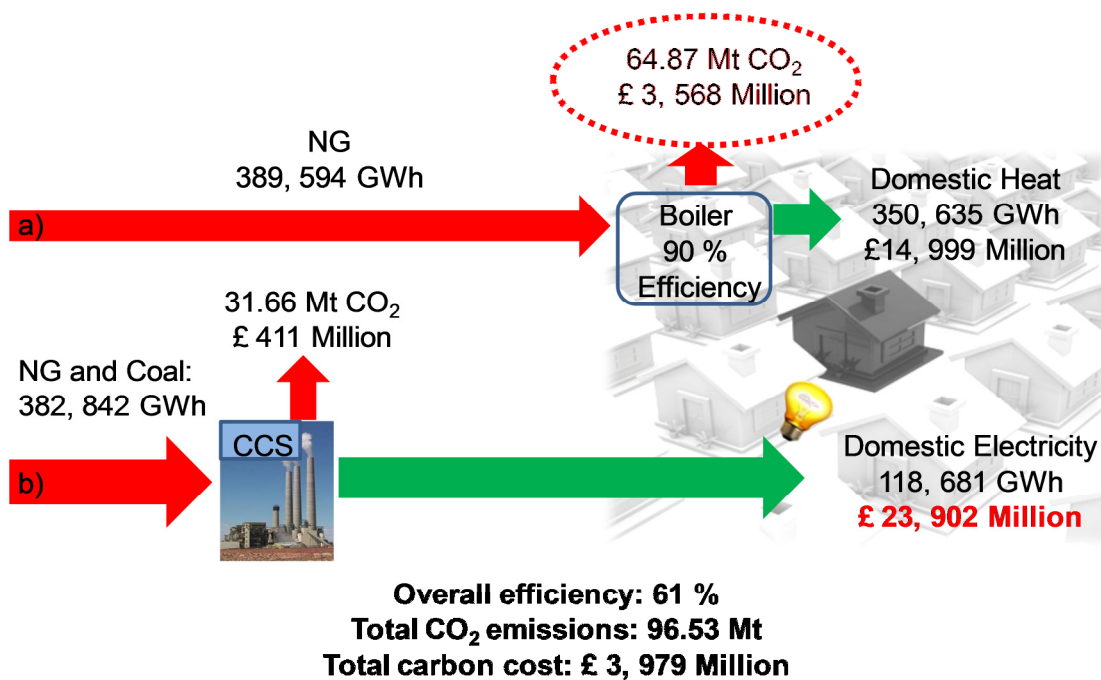 64.87 Mt CO₂
£ 3, 568 Million
NG
389, 594 GWh
a)
Boiler
90 %
Efficiency
Domestic Heat
350, 635 GWh
£14, 999 Million
31.66 Mt CO₂
£ 411 Million
NG and Coal:
382, 842 GWh
CCS
b)
Domestic Electricity
118, 681 GWh
£ 23, 902 Million
Overall efficiency: 61 %
Total CO₂ emissions: 96.53 Mt
Total carbon cost: £ 3, 979 Million